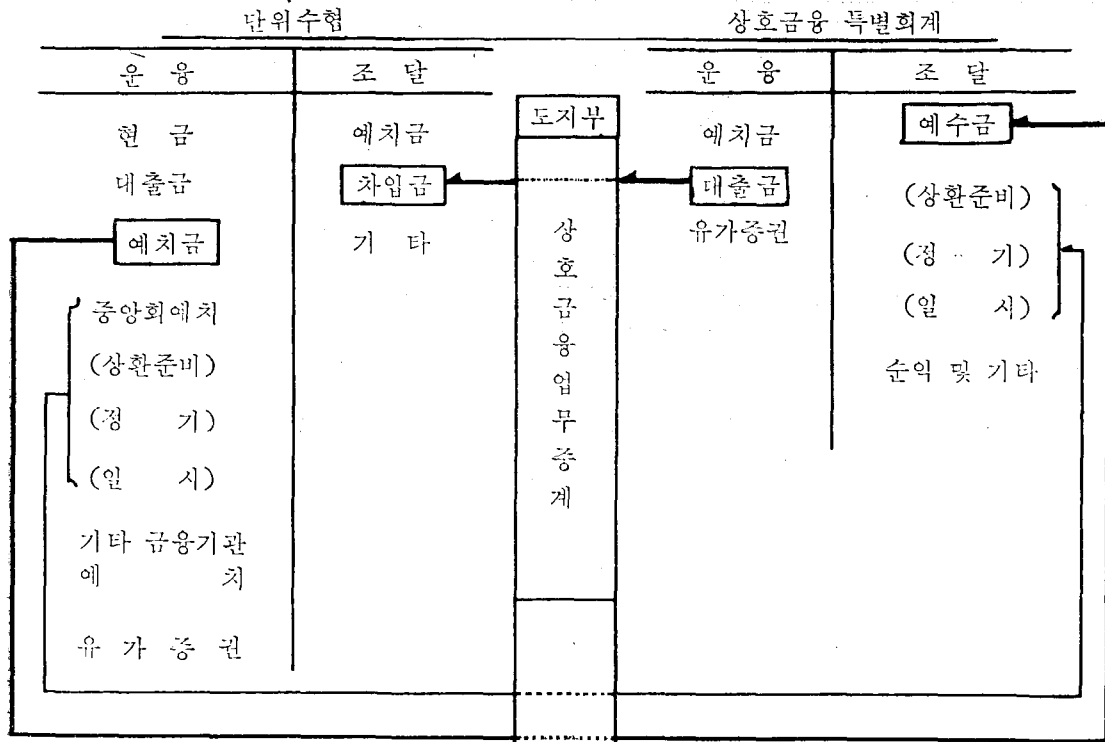 단위수협
운 융
조 달
현 금
대출금
예치금
중앙회예치
(상환준비)
(정 기)
(일 시)
기타 금융기관
예 치
유 가 증 권
예치금
차입금
기 타
도지부
상호금융업무중계
상호금융 특별회계
운 융
조 달
예치금
대출금
유가증권
예수금
(상환준비)
(정 기)
(일 시)
순익 및 기타